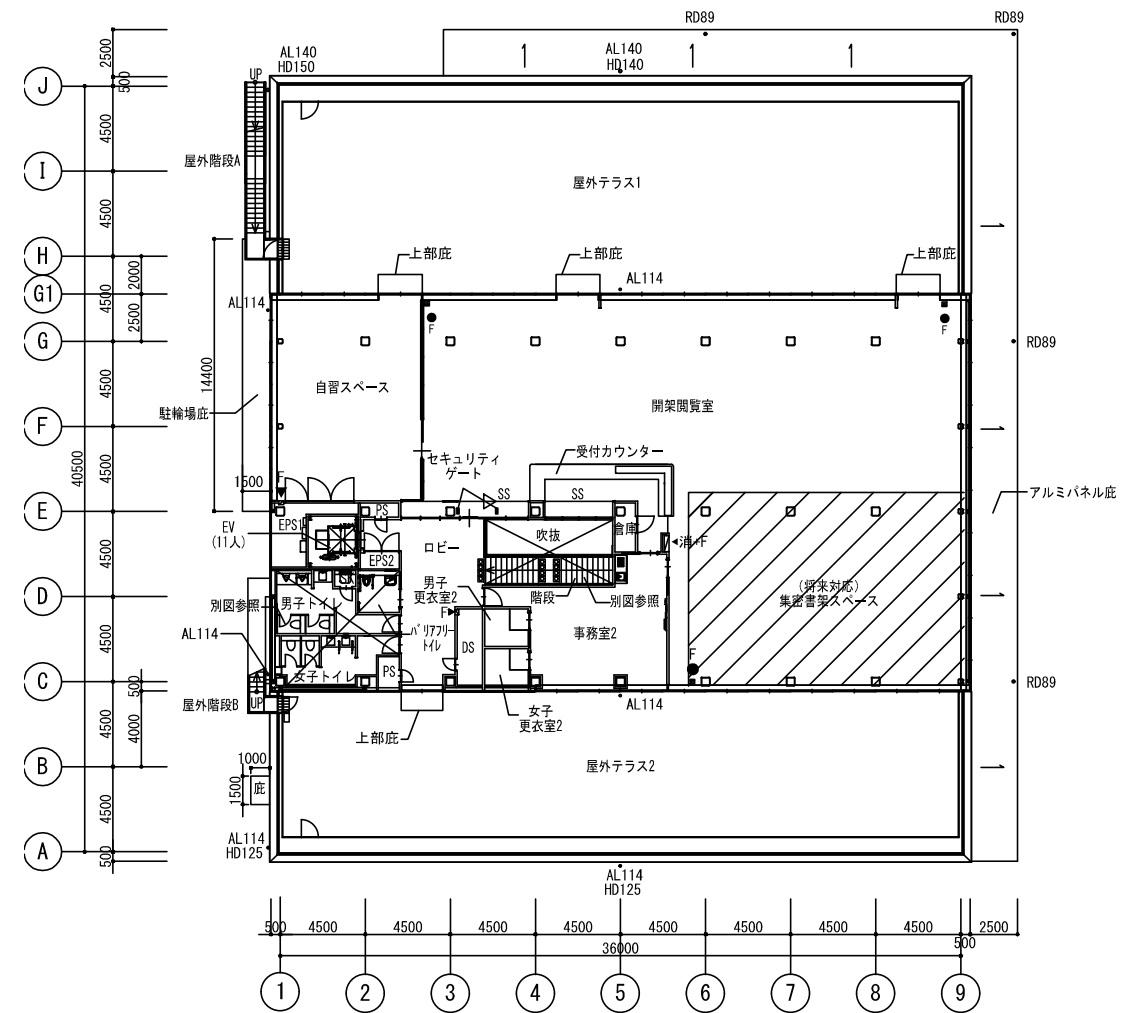 RD89
RD89
AL140
HD150
AL140
HD140
2500
500
UP
J
4500
屋外階段A
I
屋外テラス1
4500
H
上部庇
上部庇
上部庇
2000
AL114
G1
4500
AL114
F
F
2500
G
RD89
14400
4500
自習スペース
開架閲覧室
駐輪場庇
F
受付カウンター
セキュリティ
ゲート
40500
4500
1500
F
SS
SS
アルミパネル庇
E
PS
EPS1
EV
(11人)
ロビー
吹抜
倉庫
消+F
4500
EPS2
SK
(将来対応)
集密書架スペース
D
男子
更衣室2
階段
別図参照
別図参照
男子トイレ
F
AL114
バリアフリー
トイレ
事務室2
4500
DS
F
女子トイレ
PS
C
500
RD89
UP
AL114
屋外階段B
女子
更衣室2
上部庇
4500
4000
B
1000
屋外テラス2
1500
庇
4500
AL114
HD125
A
500
AL114
HD125
500
4500
4500
4500
4500
4500
4500
4500
4500
500
2500
36000
1
2
3
4
5
6
7
8
9